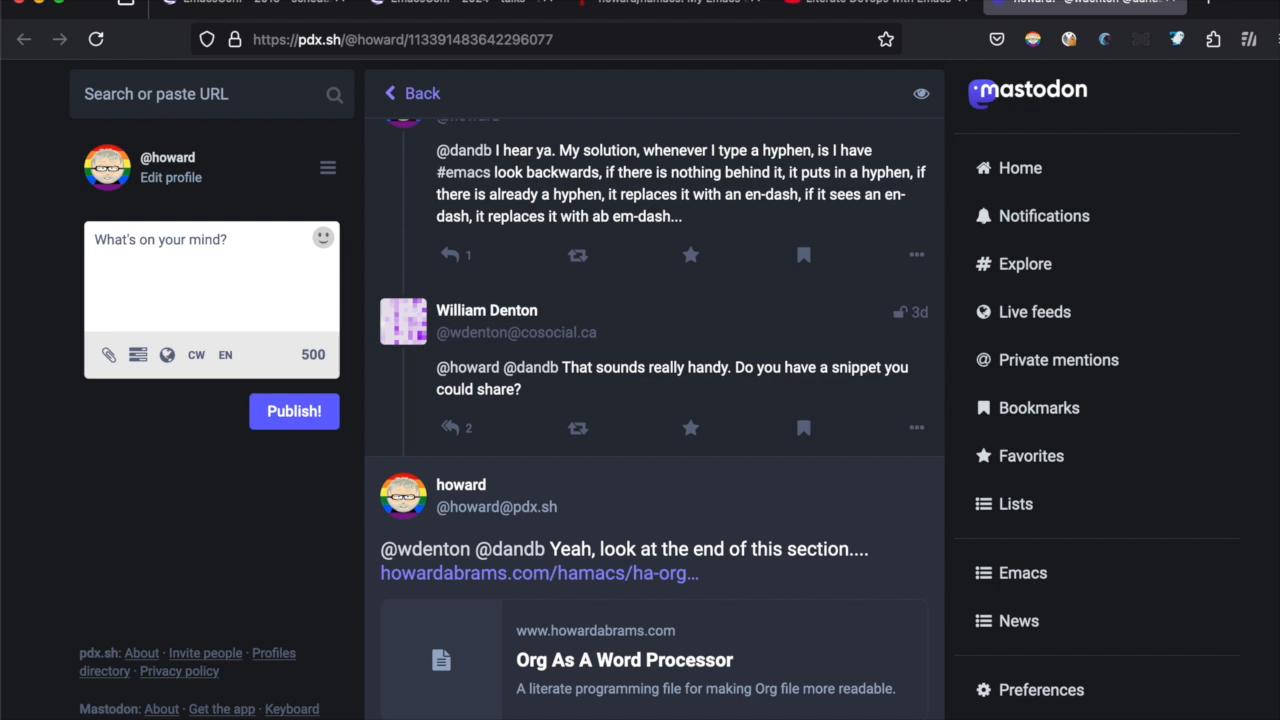 EmacsConf - 2024 - talks
Literate Devops with Emacs
https://pdx.sh/@howard/113391483642296077
Search or paste URL
@howard
Edit profile
What's on your mind?
CW
EN
500
Publish!
pdx.sh: About · Invite people · Profiles
directory · Privacy policy
Mastodon: About · Get the app · Keyboard
Back
@dandb I hear ya. My solution, whenever I type a hyphen, is I have
#emacs look backwards, if there is nothing behind it, it puts in a hyphen, if
there is already a hyphen, it replaces it with an en-dash, if it sees an en-
dash, it replaces it with ab em-dash...
1
William Denton
3d
@wdenton@cosocial.ca
@howard @dandb That sounds really handy. Do you have a snippet you
could share?
2
howard
@howard@pdx.sh
@wdenton @dandb Yeah, look at the end of this section....
howardabrams.com/hamacs/ha-org…
www.howardabrams.com
Org As A Word Processor
A literate programming file for making Org file more readable.
mastodon
Home
Notifications
Explore
Live feeds
Private mentions
Bookmarks
Favorites
Lists
Emacs
News
Preferences